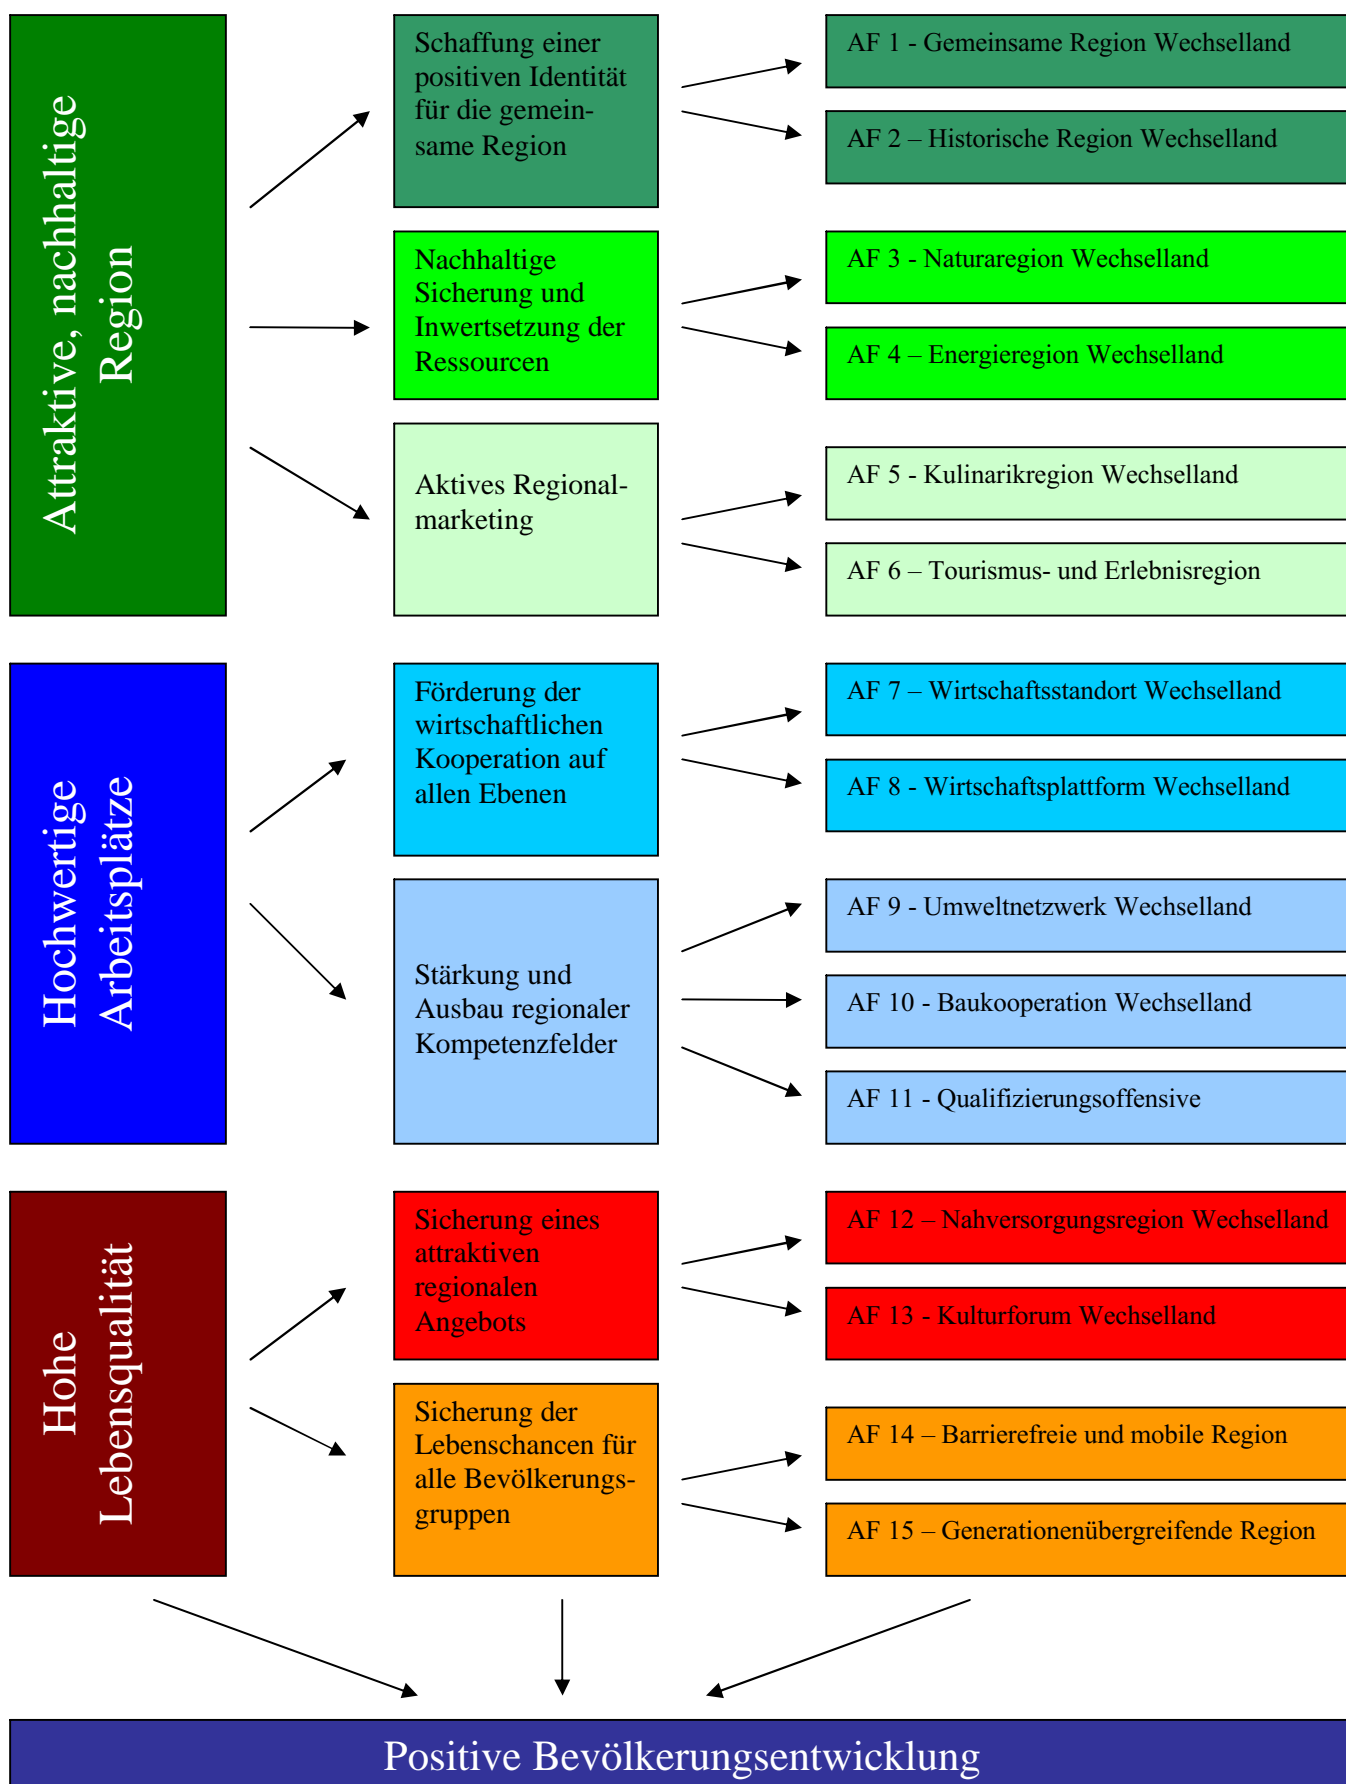 Attraktive, nachhaltige
Region
Schaffung einer
positiven Identität
für die gemein-
same Region
AF 1 - Gemeinsame Region Wechselland
AF 2 – Historische Region Wechselland
Nachhaltige
Sicherung und
Inwertsetzung der
Ressourcen
AF 3 - Naturaregion Wechselland
AF 4 – Energieregion Wechselland
Aktives Regional-
marketing
AF 5 - Kulinarikregion Wechselland
AF 6 – Tourismus- und Erlebnisregion
Hochwertige
Arbeitsplätze
Förderung der
wirtschaftlichen
Kooperation auf
allen Ebenen
AF 7 – Wirtschaftsstandort Wechselland
AF 8 – Wirtschaftsplattform Wechselland
Stärkung und
Ausbau regionaler
Kompetenzfelder
AF 9 - Umweltnetzwerk Wechselland
AF 10 - Baukooperation Wechselland
AF 11 - Qualifizierungsoffensive
Hohe
Lebensqualität
Sicherung eines
attraktiven
regionalen
Angebots
AF 12 – Nahversorgungsregion Wechselland
AF 13 - Kulturforum Wechselland
Sicherung der
Lebenschancen für
alle Bevölkerungs-
gruppen
AF 14 – Barrierefreie und mobile Region
AF 15 – Generationenübergreifende Region
Positive Bevölkerungsentwicklung